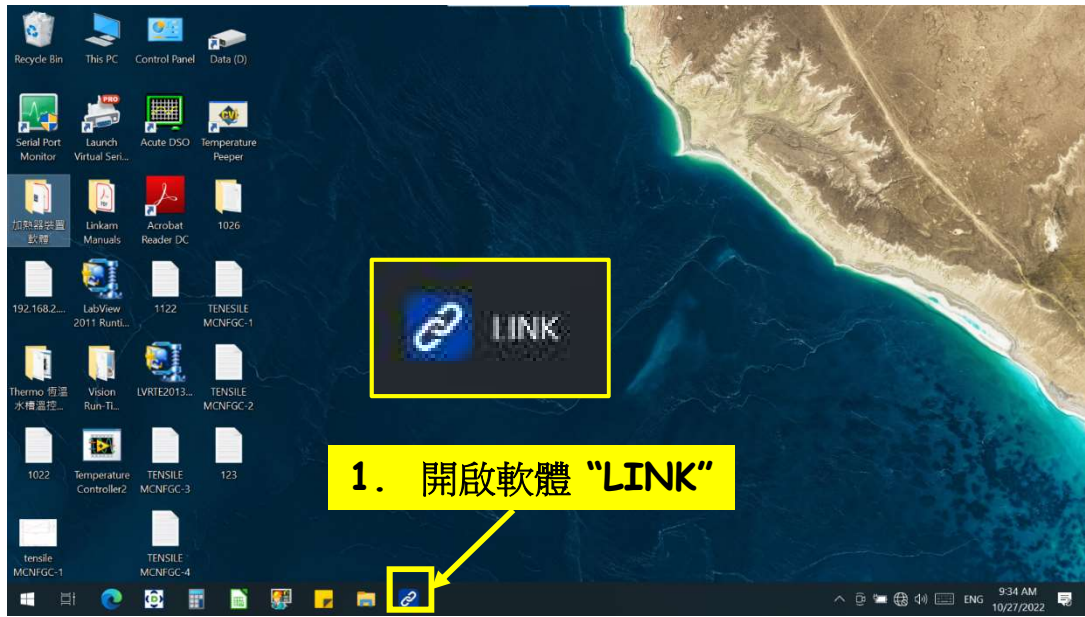 Recycle Bin
This PC
Control Panel
Data (D)
PRO
GVI
Serial Port
Monitor
Launch
Virtual Seri...
Acute DSO
Temperature
Peeper
加熱器裝置
軟體
Linkam
Manuals
Acrobat
Reader DC
1026
192.168.2....
LabView
2011 Runti...
1122
TENESILE
MCNFGC-1
LINK
Thermo 恆溫
水槽溫控...
Vision
Run-Ti...
LVRTE2013...
TENSILE
MCNFGC-2
1022
Temperature
Controller2
TENSILE
MCNFGC-3
123
1. 開啟軟體 “LINK”
tensile
MCNFGC-1
TENSILE
MCNFGC-4
ENG
9:34 AM
10/27/2022